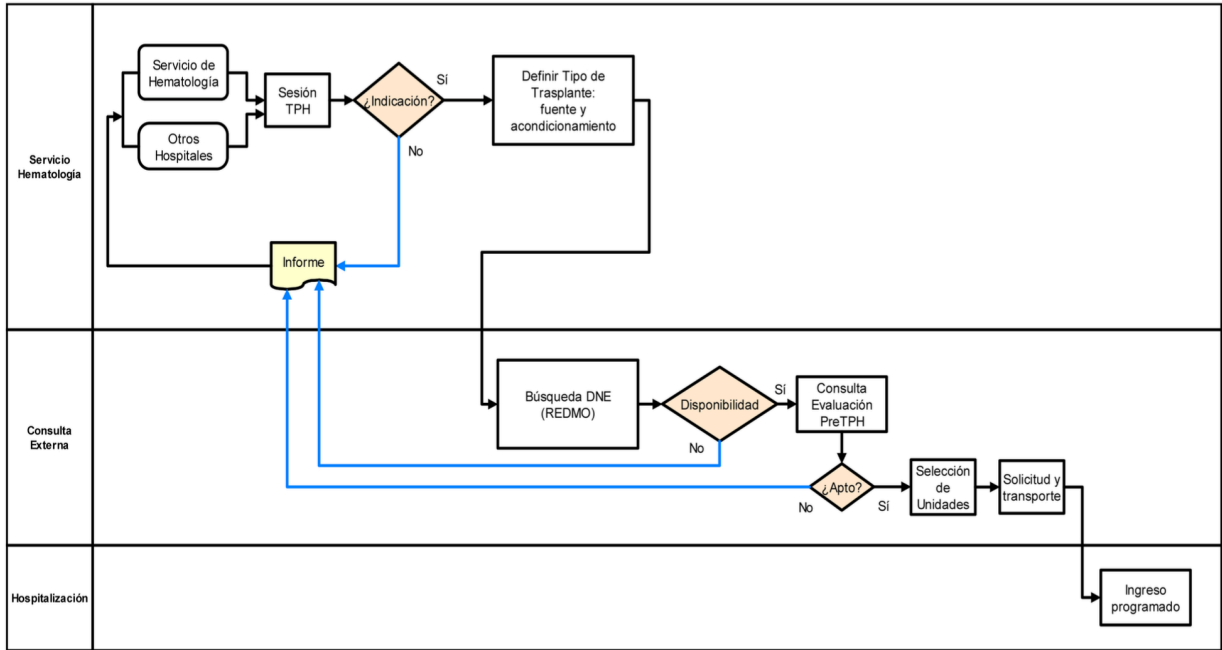 Servicio
Hematología
Servicio de
Hematología
Otros
Hospitales
Sesión
TPH
¿Indicación?
Sí
No
Definir Tipo de
Trasplante:
fuente y
acondicionamiento
Informe
Consulta
Externa
Búsqueda DNE
(REDMO)
Disponibilidad
Sí
No
Consulta
Evaluación
PreTPH
¿Apto?
No
Sí
Selección
de
Unidades
Solicitud y
transporte
Hospitalización
Ingreso
programado